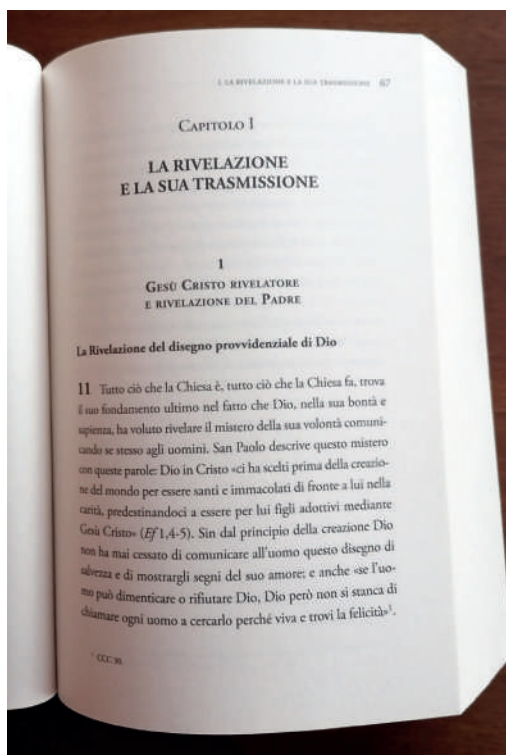 I. LA RIVELAZIONE E LA SUA TRASMISSIONE 67
CAPITOLO I
LA RIVELAZIONE
E LA SUA TRASMISSIONE
1
GESÙ CRISTO RIVELATORE
E RIVELAZIONE DEL PADRE
La Rivelazione del disegno provvidenziale di Dio
11 Tutto ciò che la Chiesa è, tutto ciò che la Chiesa fa, trova
il suo fondamento ultimo nel fatto che Dio, nella sua bontà e
sapienza, ha voluto rivelare il mistero della sua volontà comuni-
cando se stesso agli uomini. San Paolo descrive questo mistero
con queste parole: Dio in Cristo «ci ha scelti prima della creazio-
ne del mondo per essere santi e immacolati di fronte a lui nella
carità, predestinandoci a essere per lui figli adottivi mediante
Gesù Cristo» (Ef 1,4-5). Sin dal principio della creazione Dio
non ha mai cessato di comunicare all'uomo questo disegno di
salvezza e di mostrargli segni del suo amore; e anche «se l'uo-
mo può dimenticare o rifiutare Dio, Dio però non si stanca di
chiamare ogni uomo a cercarlo perché viva e trovi la felicità»¹.
¹ CCC 30.